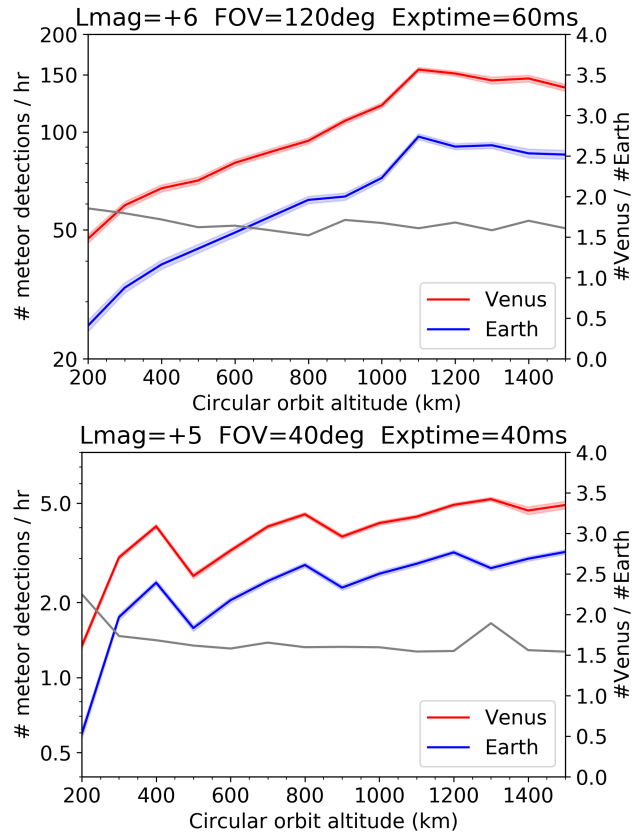 Lmag=+6 FOV=120deg Exptime=60ms
200
150
100
50
20
# meteor detections / hr
4.0
3.5
3.0
2.5
2.0
1.5
1.0
0.5
0.0
#Venus / #Earth
Venus
Earth
200 400 600 800 1000 1200 1400
Circular orbit altitude (km)
Lmag=+5 FOV=40deg Exptime=40ms
5.0
2.0
1.0
0.5
# meteor detections / hr
4.0
3.5
3.0
2.5
2.0
1.5
1.0
0.5
0.0
#Venus / #Earth
Venus
Earth
200 400 600 800 1000 1200 1400
Circular orbit altitude (km)